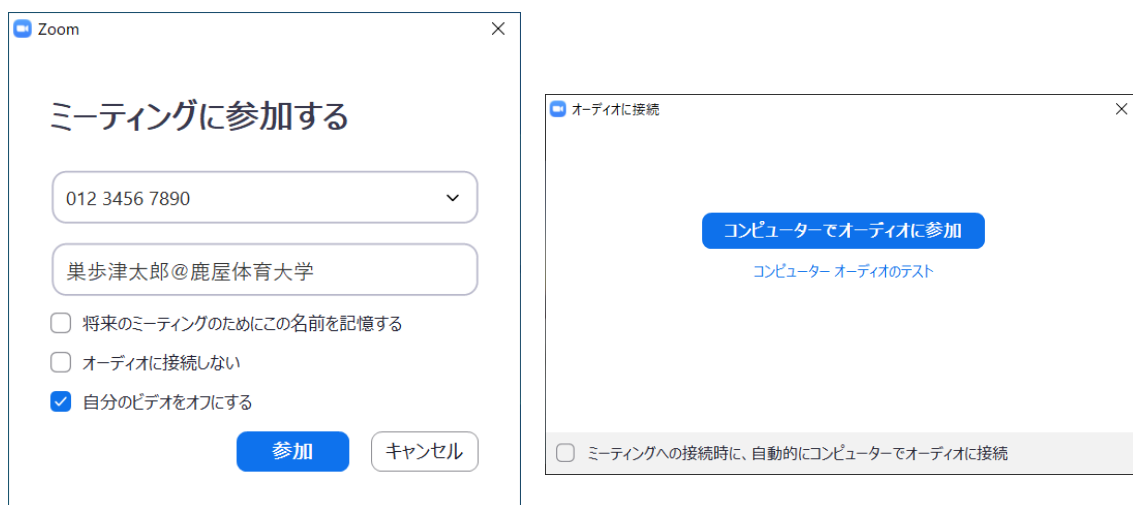 Zoom
ミーティングに参加する
012 3456 7890
巣歩津太郎@鹿屋体育大学
将来のミーティングのためにこの名前を記憶する
オーディオに接続しない
自分のビデオをオフにする
参加
キャンセル
オーディオに接続
コンピューターでオーディオに参加
コンピューター オーディオのテスト
ミーティングへの接続時に、自動的にコンピューターでオーディオに接続